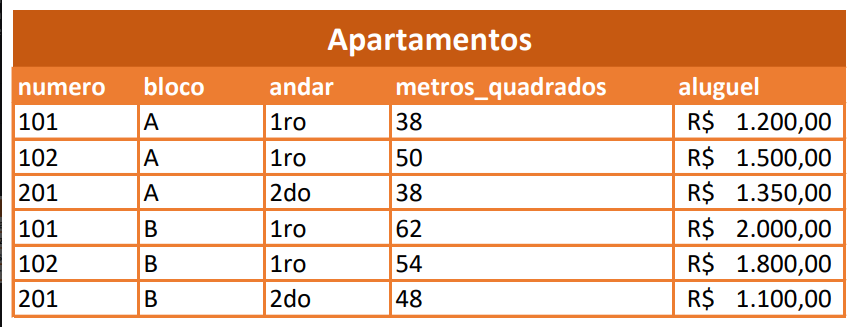 Apartamentos
numero bloco andar metros_quadrados aluguel
101 A 1ro 38 R$ 1.200,00
102 A 1ro 50 R$ 1.500,00
201 A 2do 38 R$ 1.350,00
101 B 1ro 62 R$ 2.000,00
102 B 1ro 54 R$ 1.800,00
201 B 2do 48 R$ 1.100,00